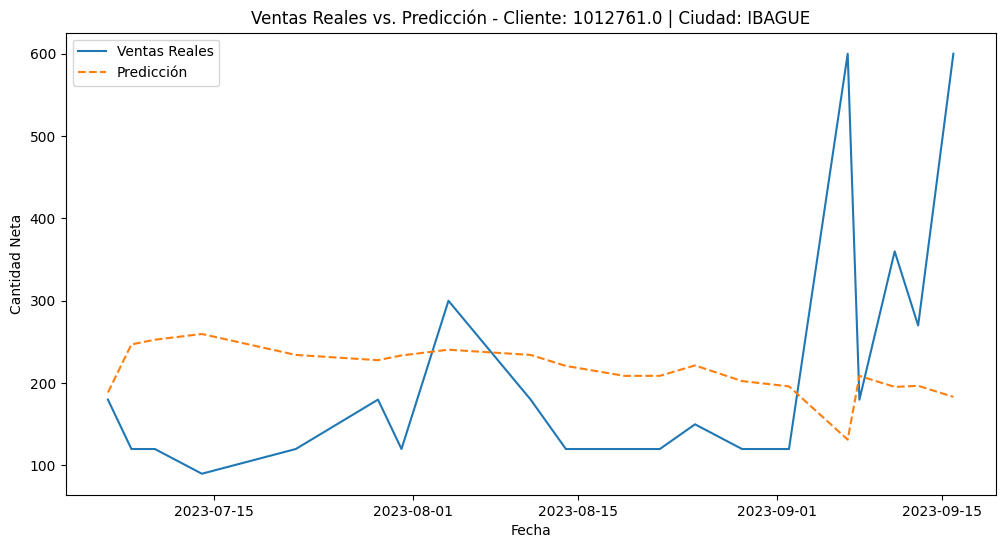 Ventas Reales vs. Predicción - Cliente: 1012761.0 | Ciudad: IBAGUE
Ventas Reales
Predicción
Cantidad Neta
600
500
400
300
200
100
2023-07-15
2023-08-01
2023-08-15
2023-09-01
2023-09-15
Fecha